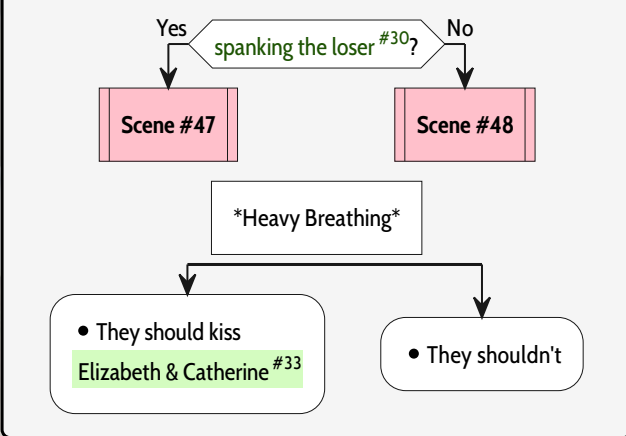 Yes
spanking the loser #30?
No
Scene #47
Scene #48
*Heavy Breathing*
• They should kiss
Elizabeth & Catherine #33
• They shouldn't